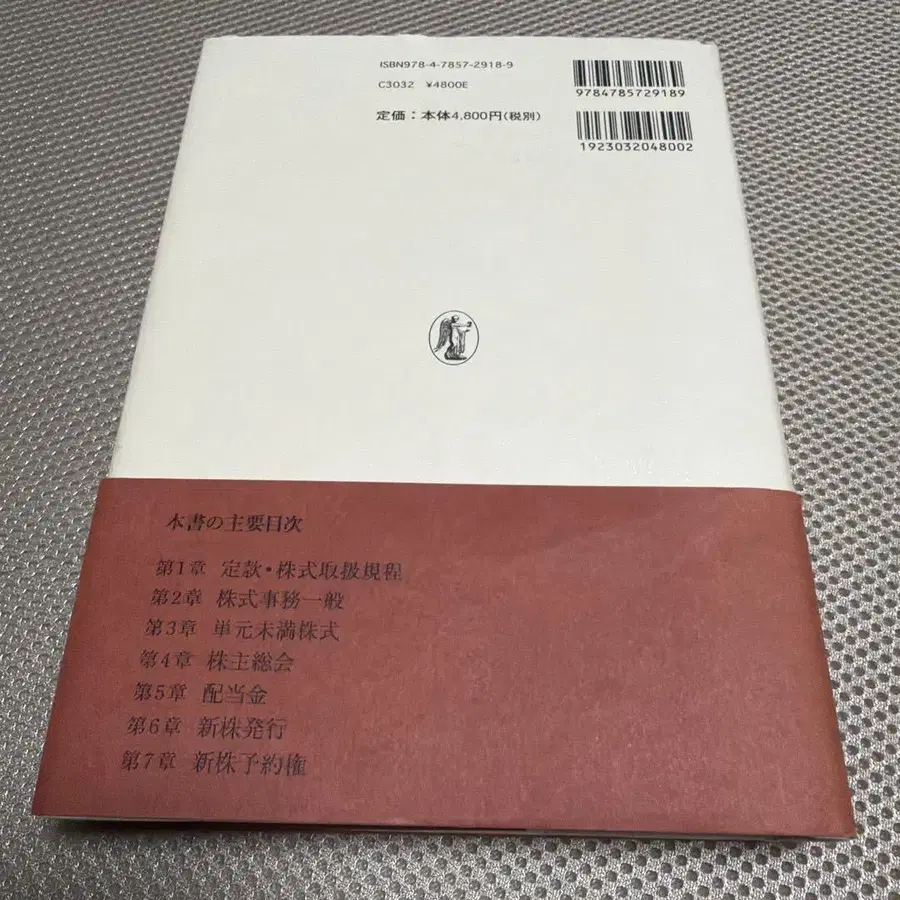 ISBN978-4-7857-2918-9
C3032 ¥4800E
定価：本体4,800円(税別)
9784785729189
1923032048002
本書の主要目次
第1章 定款・株式取扱規程
第2章 株式事務一般
第3章 単元未満株式
第4章 株主総会
第5章 配当金
第6章 新株発行
第7章 新株予約権